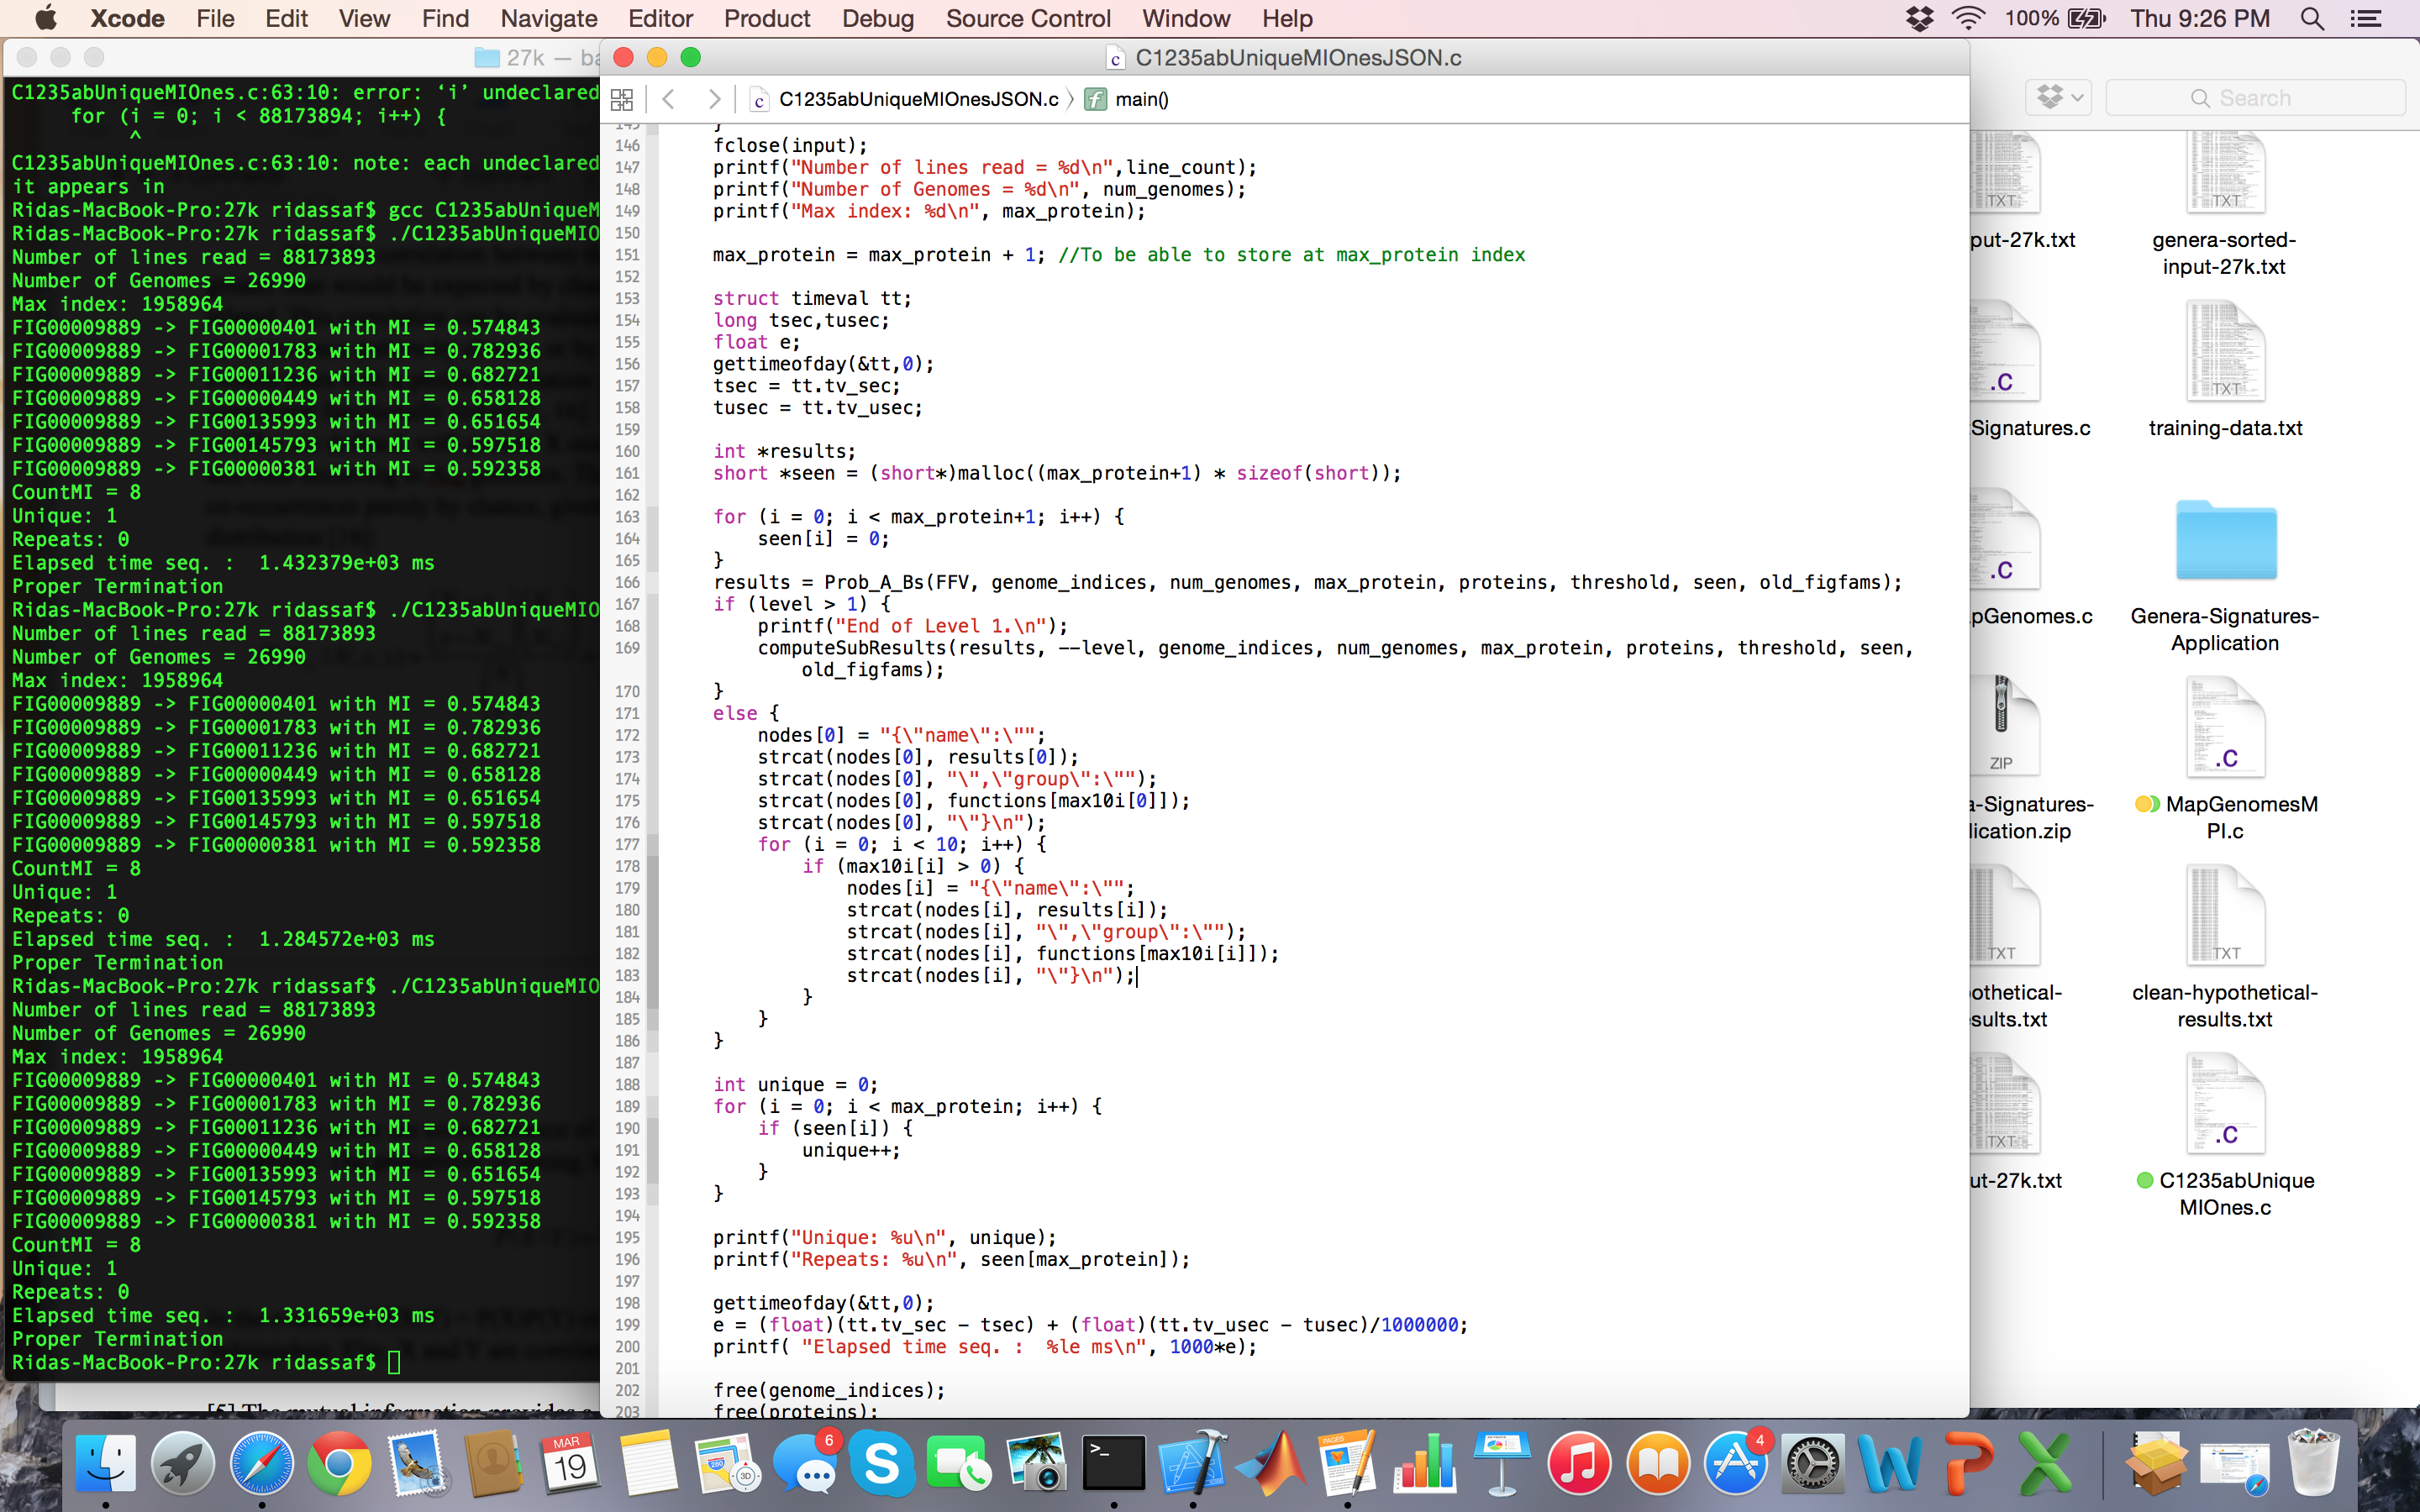 Xcode File Edit View Find Navigate Editor Product Debug Source Control Window Help 100% Thu 9:26 PM
27k —
C1235abUniqueMIOnes.c:63:10: error: ‘i’ undeclared
for (i = 0; i < 88173894; i++) {
^
C1235abUniqueMIOnes.c:63:10: note: each undeclared
it appears in
Ridas-MacBook-Pro:27k ridassaf$ gcc C1235abUniqueM
Ridas-MacBook-Pro:27k ridassaf$ ./C1235abUniqueMIO
Number of lines read = 88173893
Number of Genomes = 26990
Max index: 1958964
FIG00009889 -> FIG00000401 with MI = 0.574843
FIG00009889 -> FIG00001783 with MI = 0.782936
FIG00009889 -> FIG00011236 with MI = 0.682721
FIG00009889 -> FIG00000449 with MI = 0.658128
FIG00009889 -> FIG00135993 with MI = 0.651654
FIG00009889 -> FIG00145793 with MI = 0.597518
FIG00009889 -> FIG00000381 with MI = 0.592358
CountMI = 8
Unique: 1
Repeats: 0
Elapsed time seq. :  1.432379e+03 ms
Proper Termination
Ridas-MacBook-Pro:27k ridassaf$ ./C1235abUniqueMIO
Number of lines read = 88173893
Number of Genomes = 26990
Max index: 1958964
FIG00009889 -> FIG00000401 with MI = 0.574843
FIG00009889 -> FIG00001783 with MI = 0.782936
FIG00009889 -> FIG00011236 with MI = 0.682721
FIG00009889 -> FIG00000449 with MI = 0.658128
FIG00009889 -> FIG00135993 with MI = 0.651654
FIG00009889 -> FIG00145793 with MI = 0.597518
FIG00009889 -> FIG00000381 with MI = 0.592358
CountMI = 8
Unique: 1
Repeats: 0
Elapsed time seq. :  1.284572e+03 ms
Proper Termination
Ridas-MacBook-Pro:27k ridassaf$ ./C1235abUniqueMIO
Number of lines read = 88173893
Number of Genomes = 26990
Max index: 1958964
FIG00009889 -> FIG00000401 with MI = 0.574843
FIG00009889 -> FIG00001783 with MI = 0.782936
FIG00009889 -> FIG00011236 with MI = 0.682721
FIG00009889 -> FIG00000449 with MI = 0.658128
FIG00009889 -> FIG00135993 with MI = 0.651654
FIG00009889 -> FIG00145793 with MI = 0.597518
FIG00009889 -> FIG00000381 with MI = 0.592358
CountMI = 8
Unique: 1
Repeats: 0
Elapsed time seq. :  1.331659e+03 ms
Proper Termination
Ridas-MacBook-Pro:27k ridassaf$
[5] The mutual information provides a
C1235abUniqueMIOnesJSON.c
C1235abUniqueMIOnesJSON.c main()
145 }
146 fclose(input);
147 printf("Number of lines read = %d\n",line_count);
148 printf("Number of Genomes = %d\n", num_genomes);
149 printf("Max index: %d\n", max_protein);
150
151 max_protein = max_protein + 1; //To be able to store at max_protein index
152
153 struct timeval tt;
154 long tsec,tusec;
155 float e;
156 gettimeofday(&tt,0);
157 tsec = tt.tv_sec;
158 tusec = tt.tv_usec;
159
160 int *results;
161 short *seen = (short*)malloc((max_protein+1) * sizeof(short));
162
163 for (i = 0; i < max_protein+1; i++) {
164 seen[i] = 0;
165 }
166 results = Prob_A_Bs(FFV, genome_indices, num_genomes, max_protein, proteins, threshold, seen, old_figfams);
167 if (level > 1) {
168 printf("End of Level 1.\n");
169 computeSubResults(results, --level, genome_indices, num_genomes, max_protein, proteins, threshold, seen,
old_figfams);
170 }
171 else {
172 nodes[0] = "{\"name\":\"";
173 strcat(nodes[0], results[0]);
174 strcat(nodes[0], "\",\"group\":\"");
175 strcat(nodes[0], functions[max10i[0]]);
176 strcat(nodes[0], "\"}\n");
177 for (i = 0; i < 10; i++) {
178 if (max10i[i] > 0) {
179 nodes[i] = "{\"name\":\"";
180 strcat(nodes[i], results[i]);
181 strcat(nodes[i], "\",\"group\":\"");
182 strcat(nodes[i], functions[max10i[i]]);
183 strcat(nodes[i], "\"}\n");
184 }
185 }
186 }
187
188 int unique = 0;
189 for (i = 0; i < max_protein; i++) {
190 if (seen[i]) {
191 unique++;
192 }
193 }
194
195 printf("Unique: %u\n", unique);
196 printf("Repeats: %u\n", seen[max_protein]);
197
198 gettimeofday(&tt,0);
199 e = (float)(tt.tv_sec - tsec) + (float)(tt.tv_usec - tusec)/1000000;
200 printf( "Elapsed time seq. :  %le ms\n", 1000*e);
201
202 free(genome_indices);
203 free(proteins);
Search
TXT TXT
put-27k.txt genera-sorted-
input-27k.txt
.C TXT
Signatures.c training-data.txt
.C
pGenomes.c Genera-Signatures-
Application
ZIP .C
a-Signatures-
lication.zip
MapGenomesM
PI.c
TXT TXT
othetical-
sults.txt
clean-hypothetical-
results.txt
TXT .C
ut-27k.txt C1235abUnique
MIOnes.c
MAR
19
280
3D
6
S
>_
PAGES
4
W
P
X